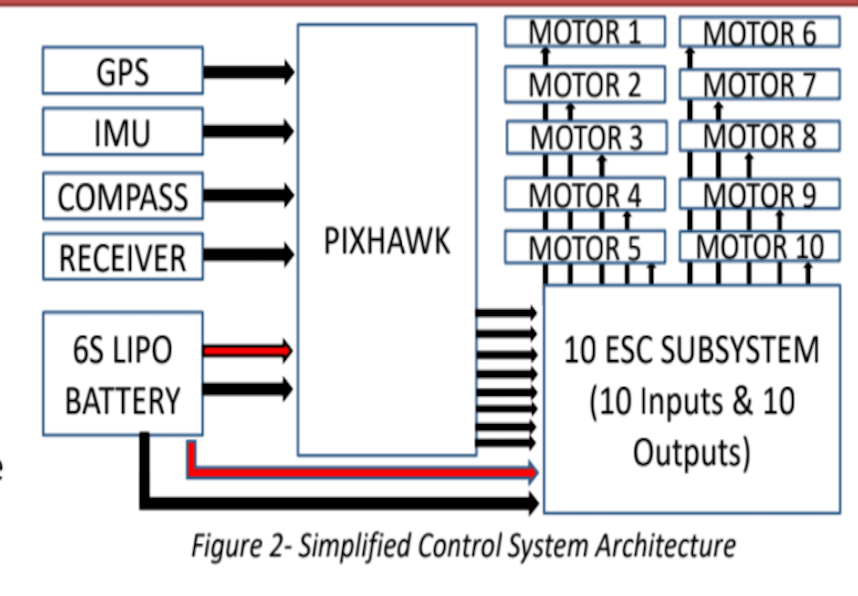 GPS
IMU
COMPASS
RECEIVER
6S LIPO
BATTERY
PIXHAWK
MOTOR 1
MOTOR 2
MOTOR 3
MOTOR 4
MOTOR 5
MOTOR 6
MOTOR 7
MOTOR 8
MOTOR 9
MOTOR 10
10 ESC SUBSYSTEM
(10 Inputs & 10
Outputs)
e
Figure 2- Simplified Control System Architecture